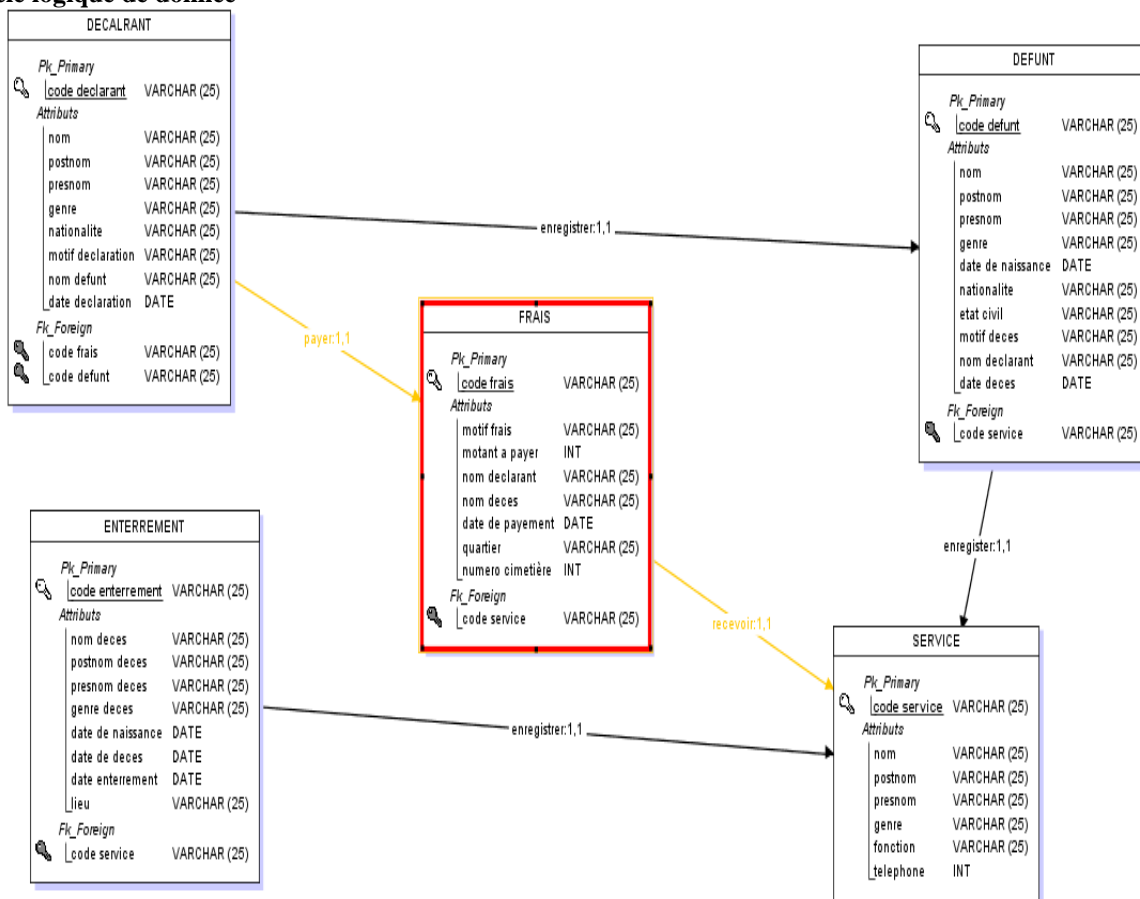 cle logique de donnée
DECALRANT
Pk_Primary
code declarant VARCHAR (25)
Attributs
nom VARCHAR (25)
postnom VARCHAR (25)
presnom VARCHAR (25)
genre VARCHAR (25)
nationalite VARCHAR (25)
motif declaration VARCHAR (25)
nom defunt VARCHAR (25)
date declaration DATE
Fk_Foreign
code frais VARCHAR (25)
code defunt VARCHAR (25)
enregistrer:1,1
DEFUNT
Pk_Primary
code defunt VARCHAR (25)
Attributs
nom VARCHAR (25)
postnom VARCHAR (25)
presnom VARCHAR (25)
genre VARCHAR (25)
date de naissance DATE
nationalite VARCHAR (25)
etat civil VARCHAR (25)
motif deces VARCHAR (25)
nom declarant VARCHAR (25)
date deces DATE
Fk_Foreign
code service VARCHAR (25)
payer:1,1
FRAIS
Pk_Primary
code frais VARCHAR (25)
Attributs
motif frais VARCHAR (25)
motant a payer INT
nom declarant VARCHAR (25)
nom deces VARCHAR (25)
date de payement DATE
quartier VARCHAR (25)
numero cimetière INT
Fk_Foreign
code service VARCHAR (25)
enregister:1,1
recevoir:1,1
ENTERREMENT
Pk_Primary
code enterrement VARCHAR (25)
Attributs
nom deces VARCHAR (25)
postnom deces VARCHAR (25)
presnom deces VARCHAR (25)
genre deces VARCHAR (25)
date de naissance DATE
date de deces DATE
date enterrement DATE
lieu VARCHAR (25)
Fk_Foreign
code service VARCHAR (25)
enregistrer:1,1
SERVICE
Pk_Primary
code service VARCHAR (25)
Attributs
nom VARCHAR (25)
postnom VARCHAR (25)
presnom VARCHAR (25)
genre VARCHAR (25)
fonction VARCHAR (25)
telephone INT